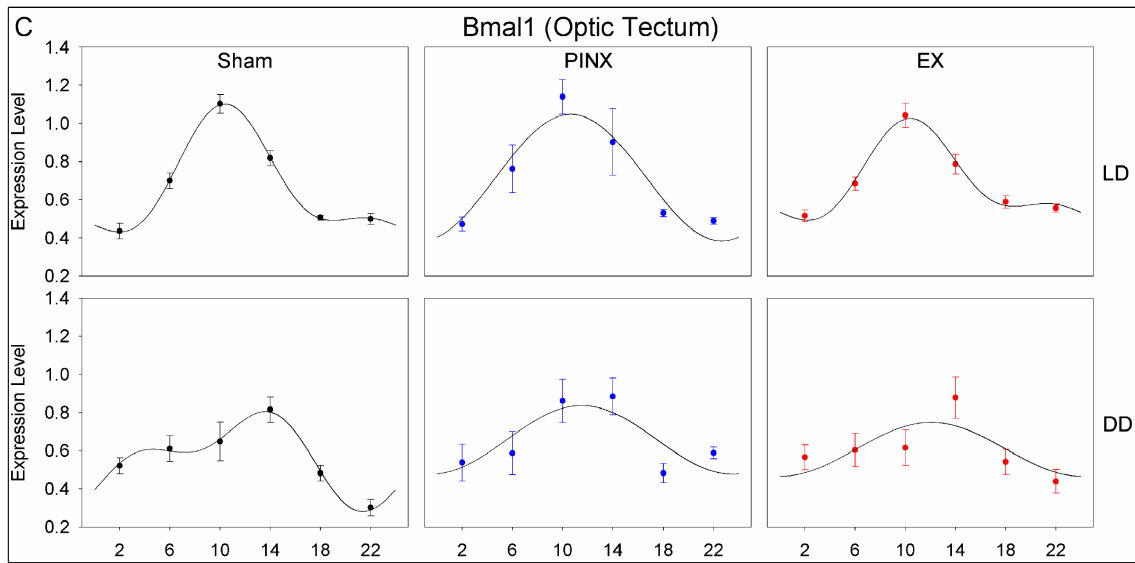 C
Bmal1 (Optic Tectum)
Sham
PINX
EX
Expression Level
1.4
1.2
1.0
0.8
0.6
0.4
0.2
LD
Expression Level
1.4
1.2
1.0
0.8
0.6
0.4
0.2
DD
2 6 10 14 18 22
2 6 10 14 18 22
2 6 10 14 18 22